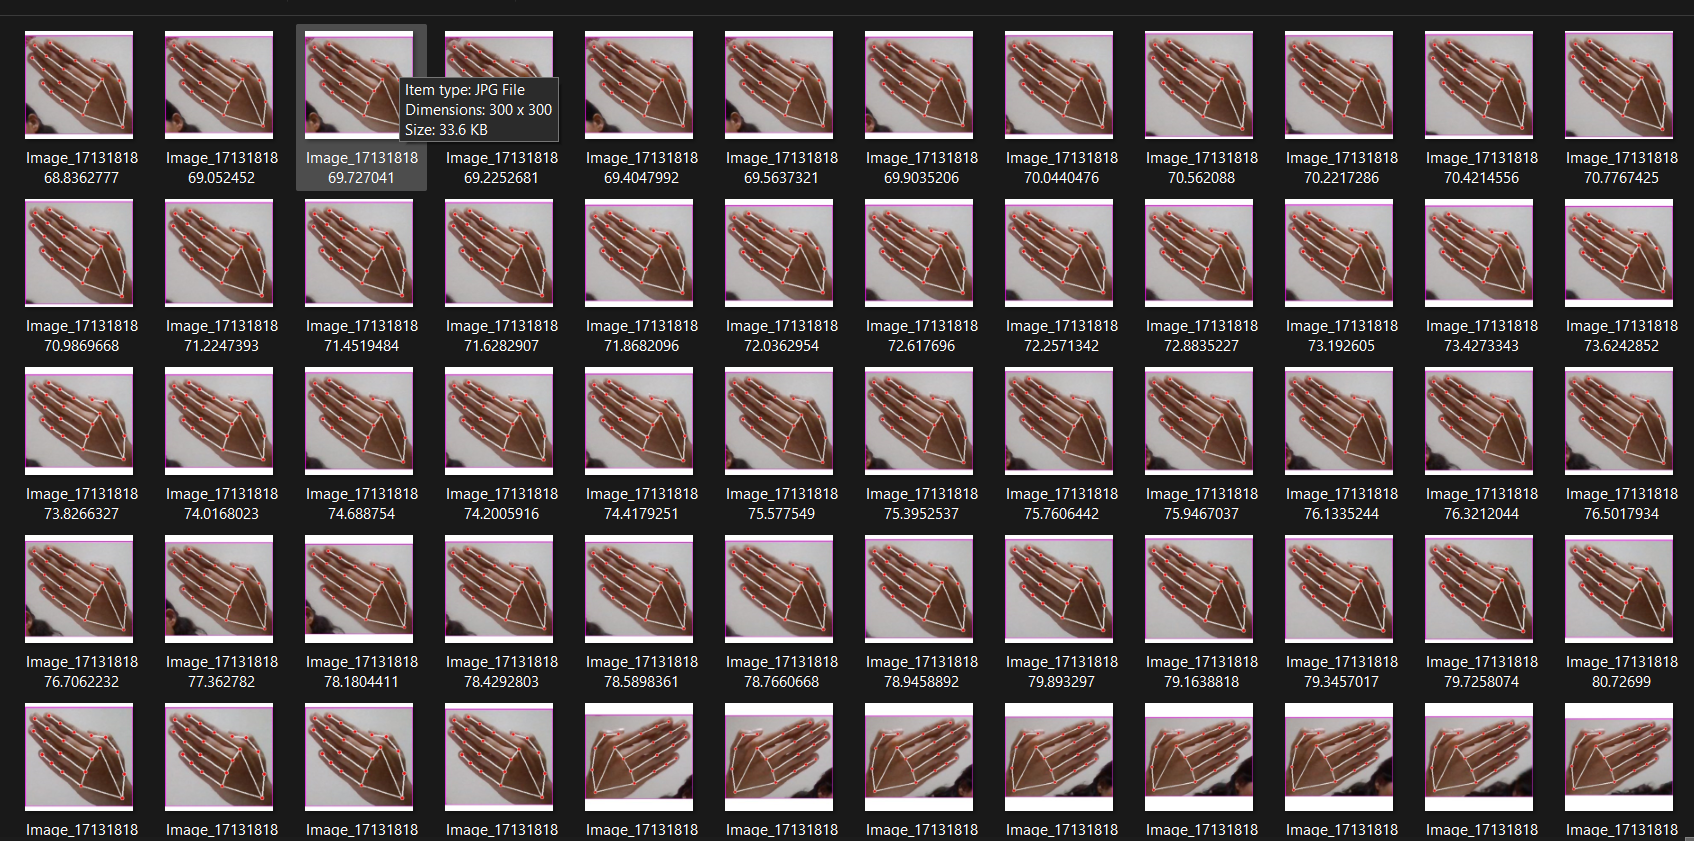 Item type: JPG File
Dimensions: 300 x 300
Size: 33.6 KB
Image_17131818 Image_17131818 Image_17131818 Image_17131818 Image_17131818 Image_17131818 Image_17131818 Image_17131818 Image_17131818 Image_17131818 Image_17131818 Image_17131818
68.8362777 69.052452 69.727041 69.2252681 69.4047992 69.5637321 69.9035206 70.0440476 70.562088 70.2217286 70.4214556 70.7767425
Image_17131818 Image_17131818 Image_17131818 Image_17131818 Image_17131818 Image_17131818 Image_17131818 Image_17131818 Image_17131818 Image_17131818 Image_17131818 Image_17131818
70.9869668 71.2247393 71.4519484 71.6282907 71.8682096 72.0362954 72.617696 72.2571342 72.8835227 73.192605 73.4273343 73.6242852
Image_17131818 Image_17131818 Image_17131818 Image_17131818 Image_17131818 Image_17131818 Image_17131818 Image_17131818 Image_17131818 Image_17131818 Image_17131818 Image_17131818
73.8266327 74.0168023 74.688754 74.2005916 74.4179251 75.577549 75.3952537 75.7606442 75.9467037 76.1335244 76.3212044 76.5017934
Image_17131818 Image_17131818 Image_17131818 Image_17131818 Image_17131818 Image_17131818 Image_17131818 Image_17131818 Image_17131818 Image_17131818 Image_17131818 Image_17131818
76.7062232 77.362782 78.1804411 78.4292803 78.5898361 78.7660668 78.9458892 79.893297 79.1638818 79.3457017 79.7258074 80.72699
Image_17131818 Image_17131818 Image_17131818 Image_17131818 Image_17131818 Image_17131818 Image_17131818 Image_17131818 Image_17131818 Image_17131818 Image_17131818 Image_17131818